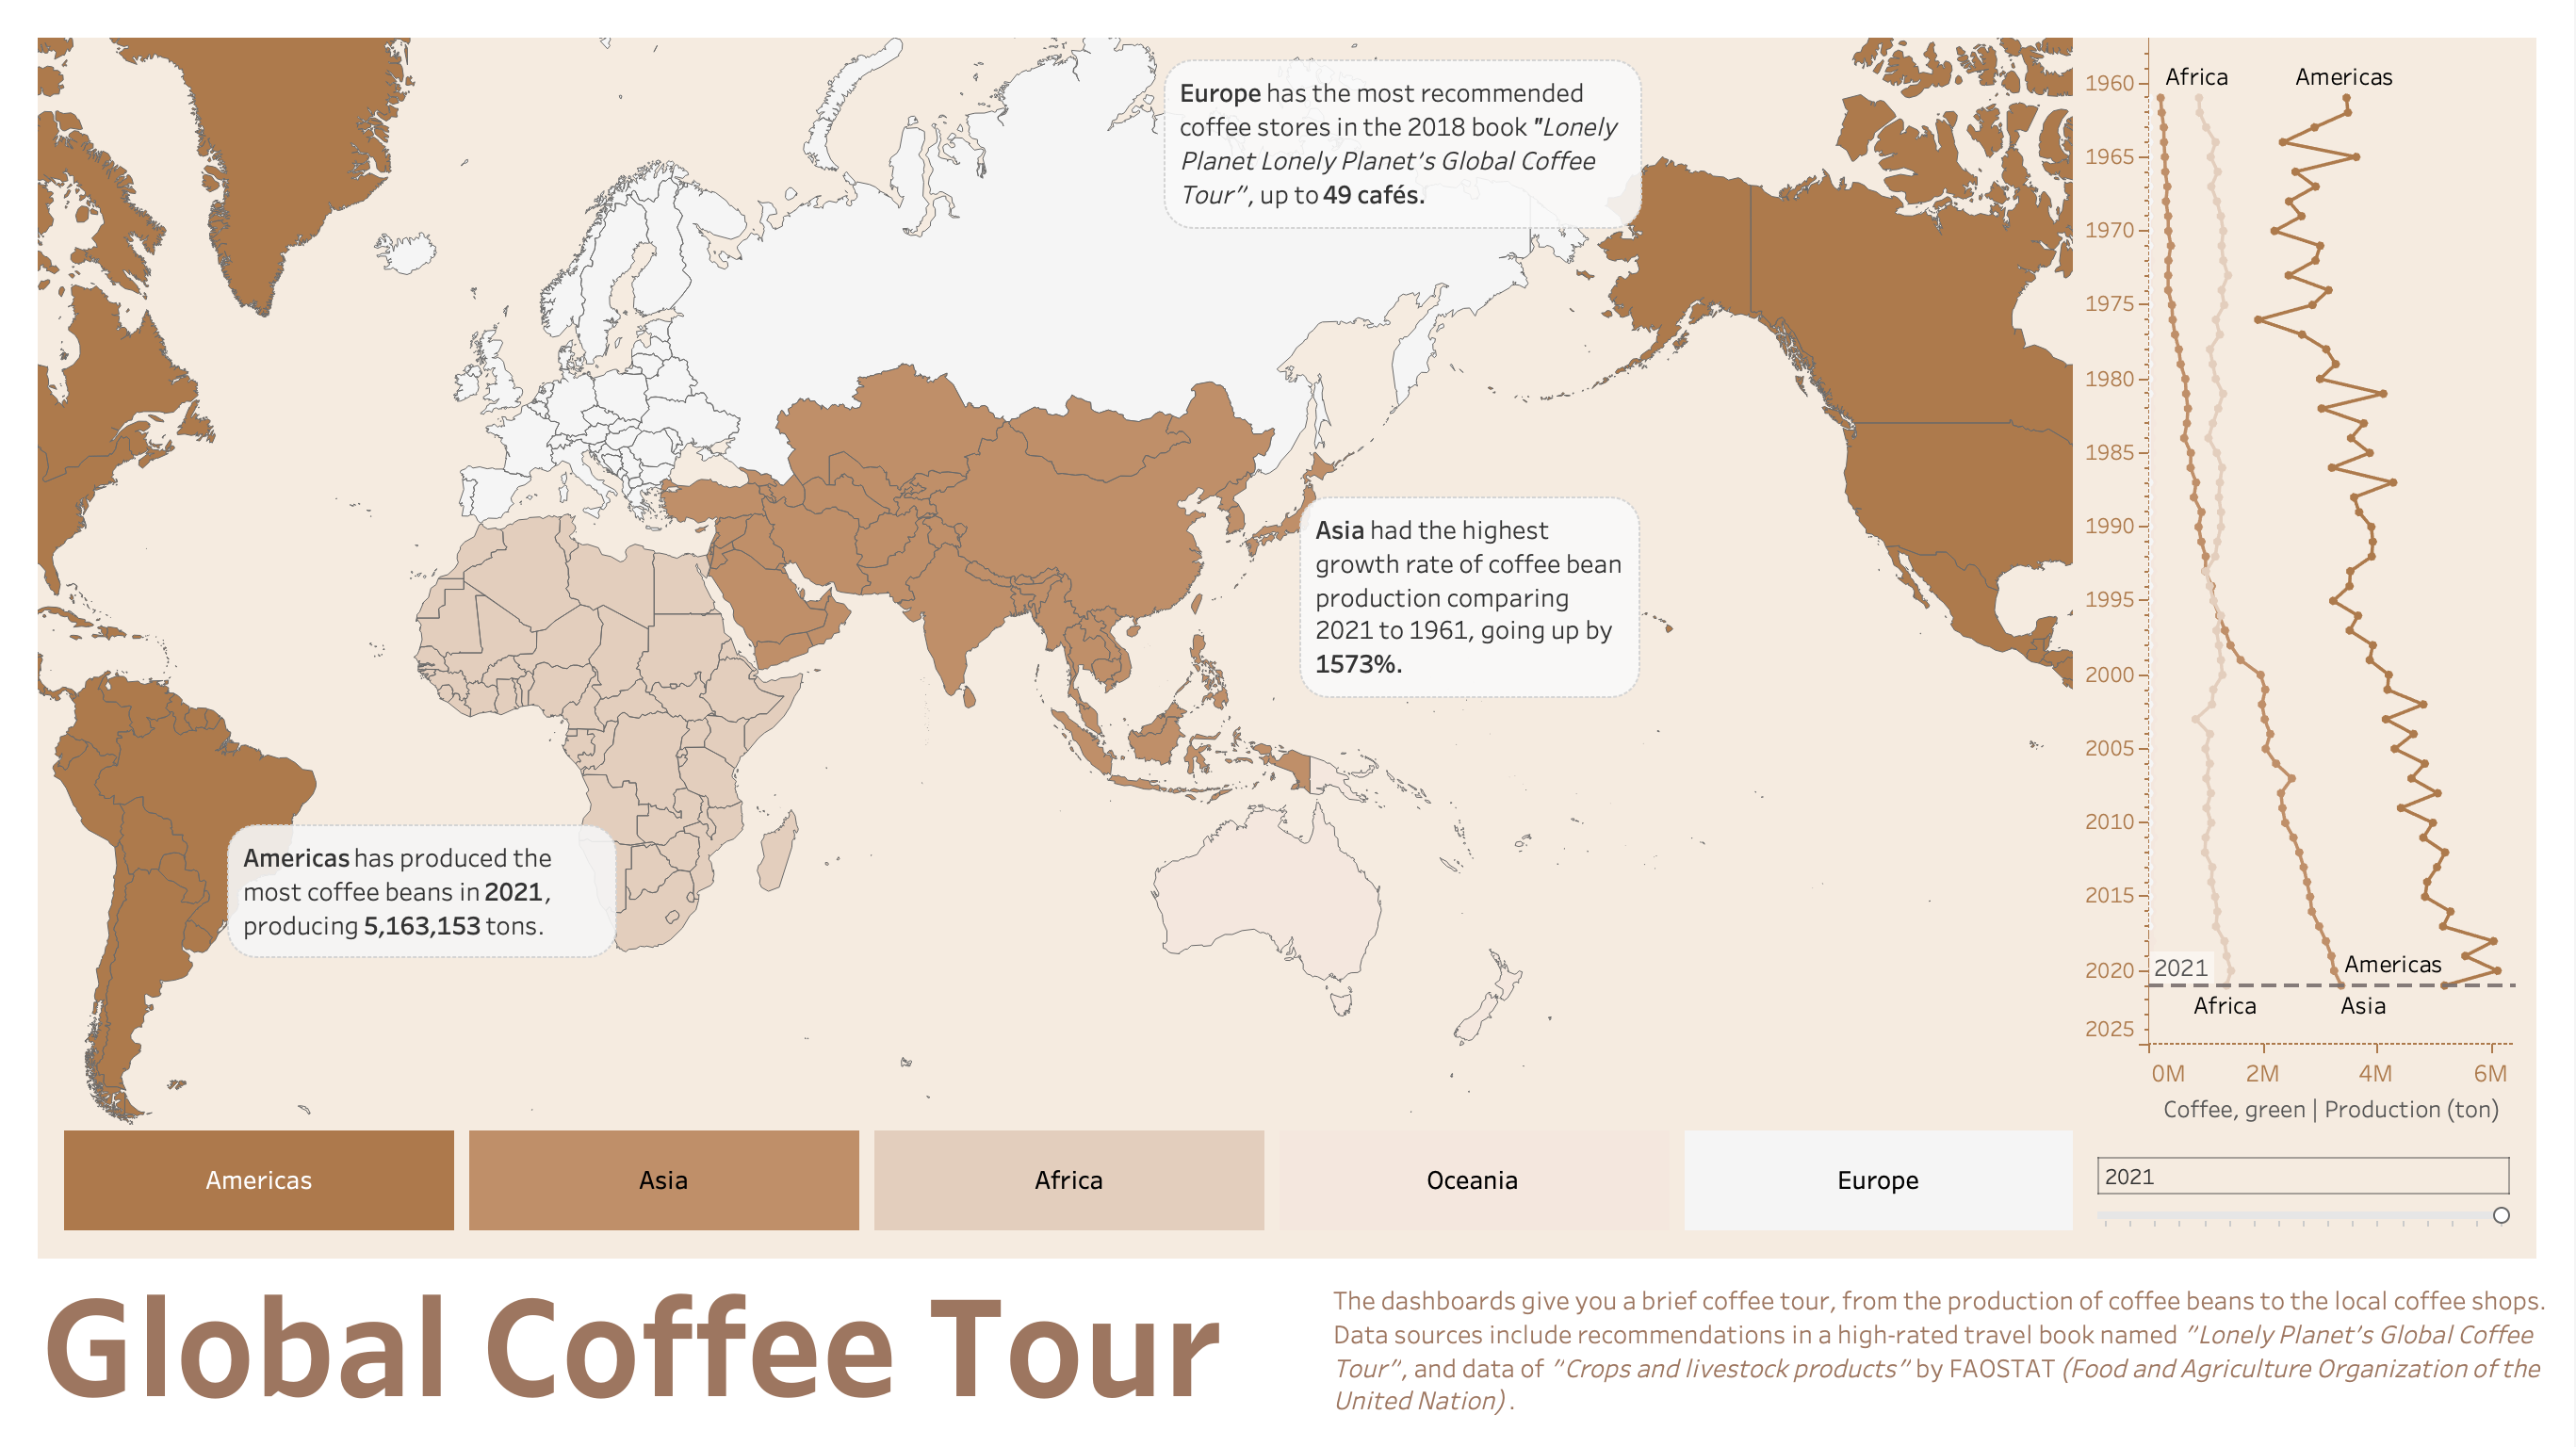 Europe has the most recommended
coffee stores in the 2018 book "Lonely
Planet Lonely Planet's Global Coffee
Tour", up to 49 cafés.
Asia had the highest
growth rate of coffee bean
production comparing
2021 to 1961, going up by
1573%.
Americas has produced the
most coffee beans in 2021,
producing 5,163,153 tons.
Africa
Americas
1960
1965
1970
1975
1980
1985
1990
1995
2000
2005
2010
2015
2020
2025
2021
Americas
Africa
Asia
0M
2M
4M
6M
Coffee, green | Production (ton)
Americas
Asia
Africa
Oceania
Europe
2021
Global Coffee Tour
The dashboards give you a brief coffee tour, from the production of coffee beans to the local coffee shops.
Data sources include recommendations in a high-rated travel book named "Lonely Planet's Global Coffee
Tour", and data of "Crops and livestock products" by FAOSTAT (Food and Agriculture Organization of the
United Nation) .